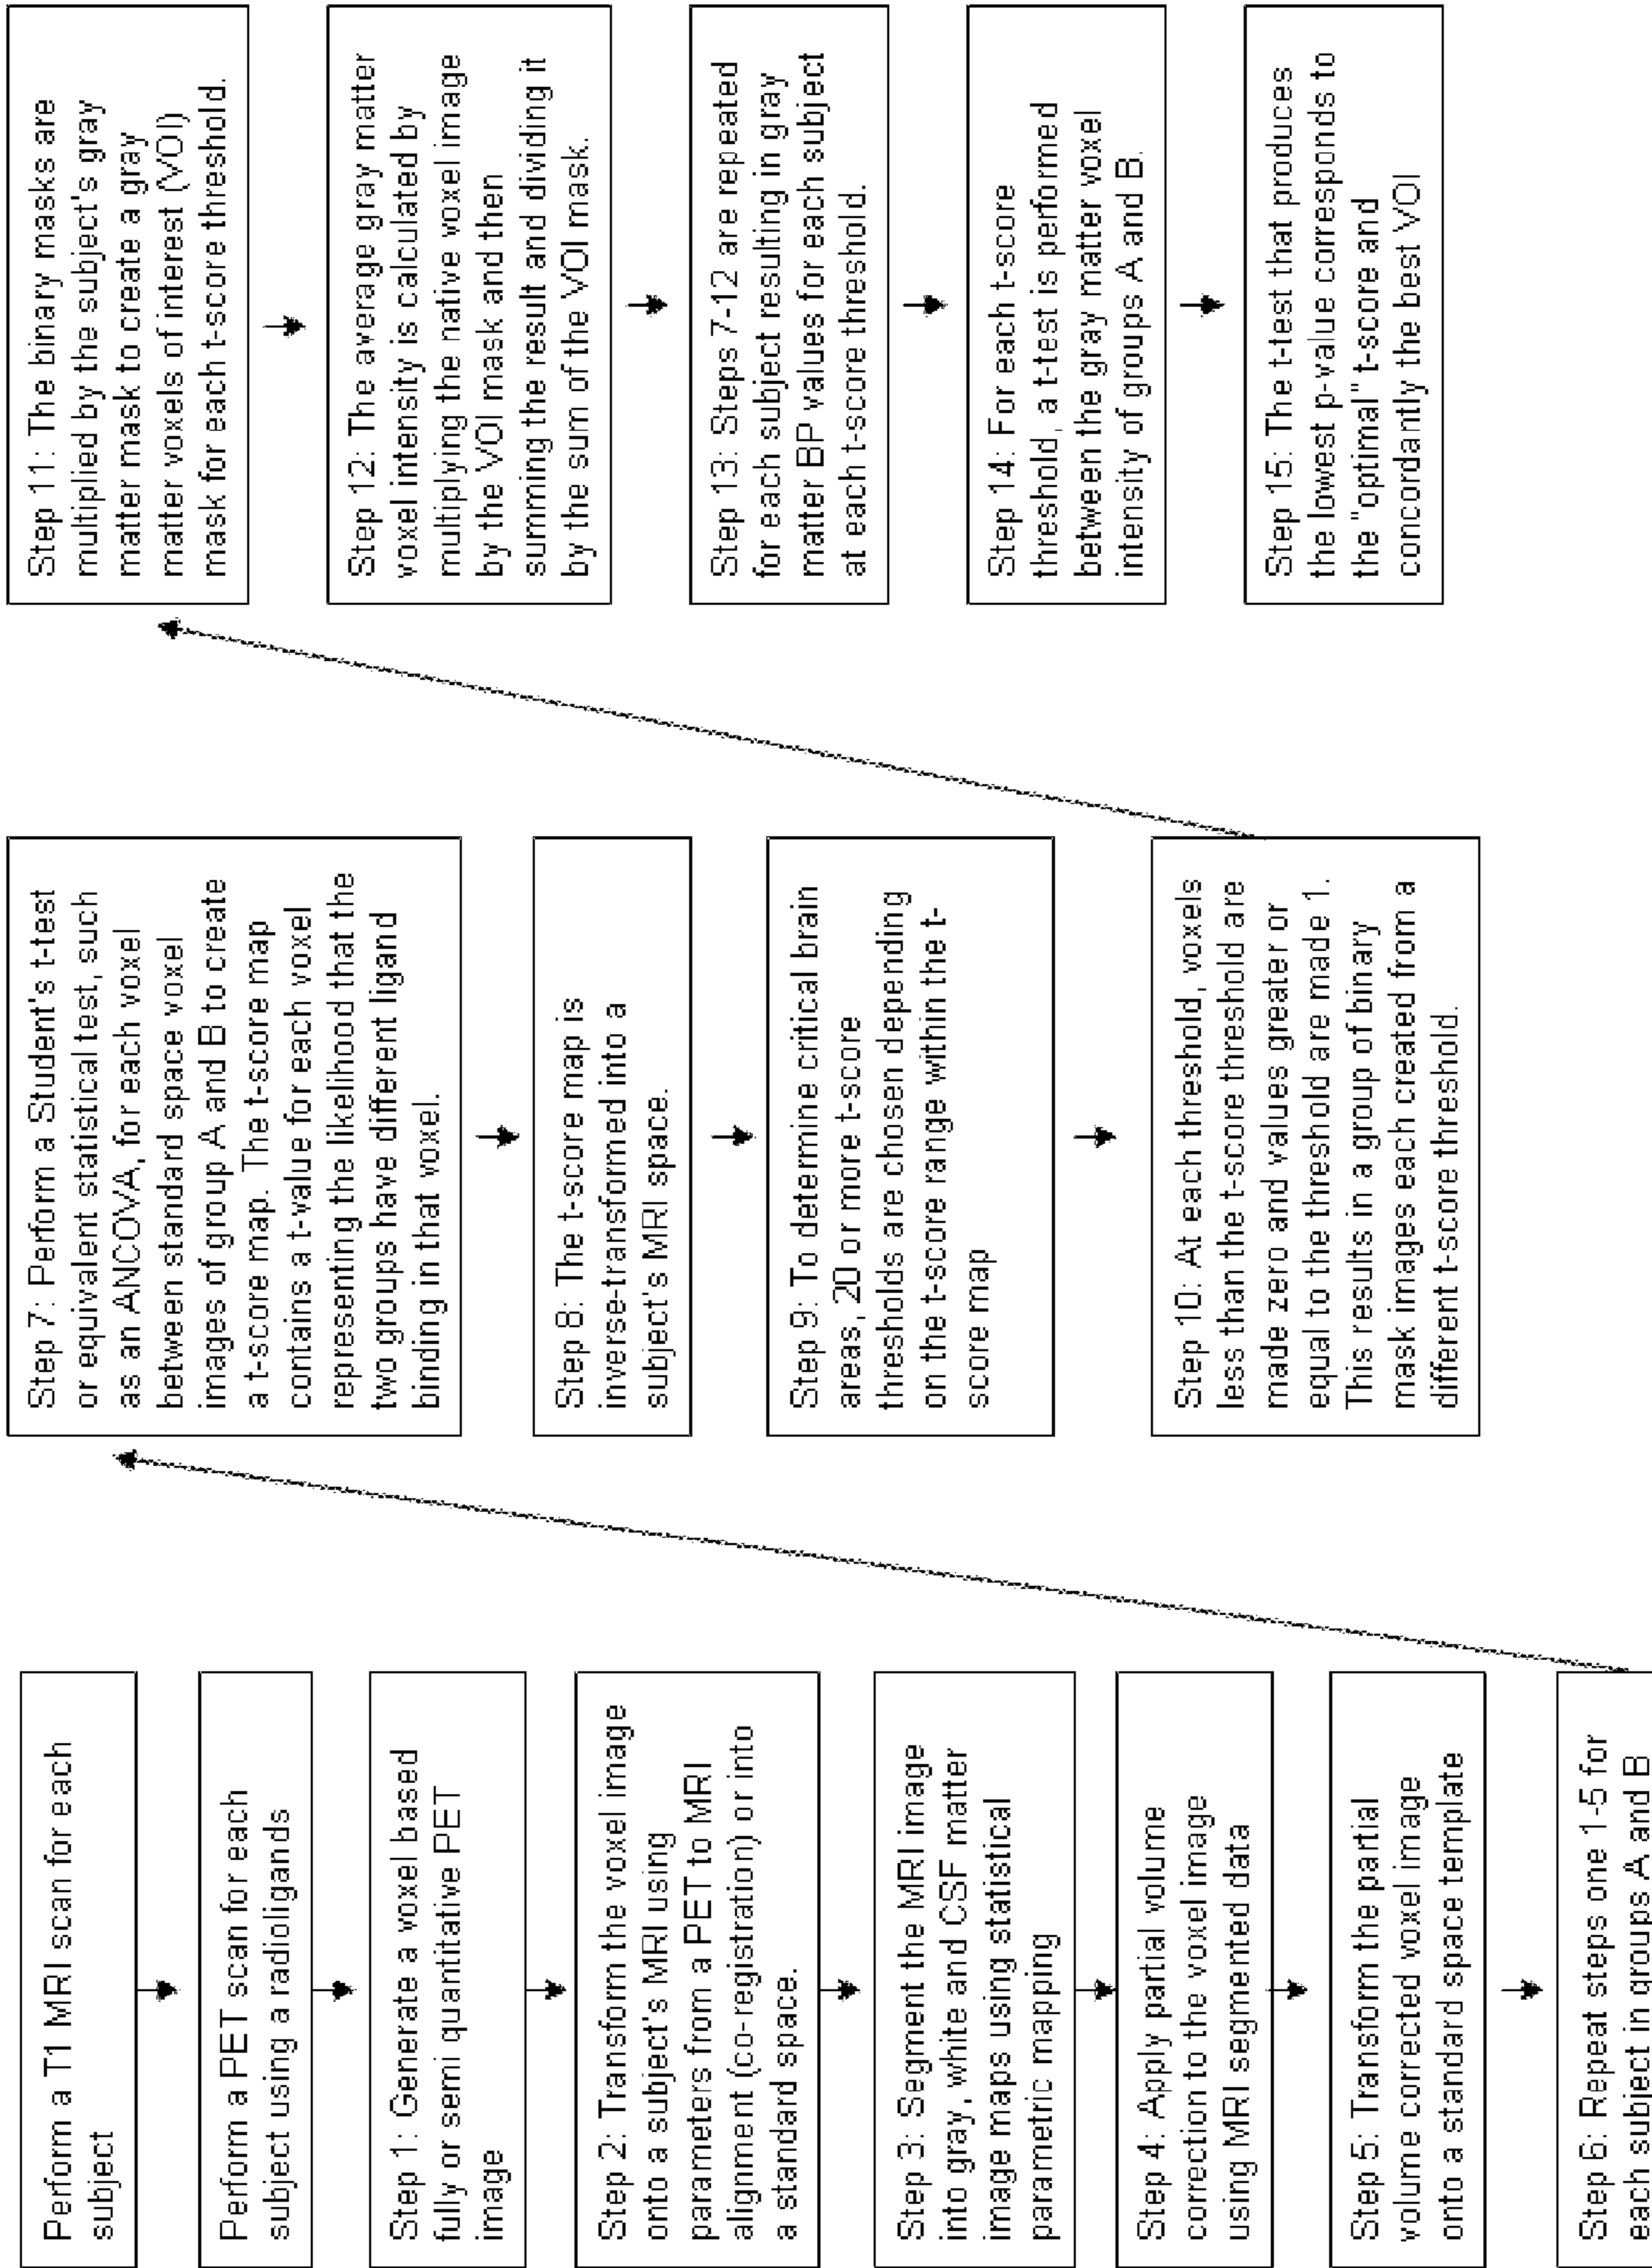 Perform a T1 MRI scan for each
subject
Perform a PET scan for each
subject using a radioligands
Step 1: Generate a voxel based
fully or semi quantitative PET
image
Step 2: Transform the voxel image
onto a subject's MRI using
parameters from a PET to MRI
alignment (co-registration) or into
a standard space.
Step 3: Segment the MRI image
into gray, white and CSF matter
image maps using statistical
parametric mapping
Step 4: Apply partial volume
correction to the voxel image
using MRI segmented data
Step 5: Transform the partial
volume corrected voxel image
onto a standard space template
Step 6: Repeat steps one 1-5 for
each subject in groups A and B
Step 7: Perform a Student's t-test
or equivalent statistical test, such
as an ANCOVA, for each voxel
between standard space voxel
images of group A and B to create
a t-score map. The t-score map
contains a t-value for each voxel
representing the likelihood that the
two groups have different ligand
binding in that voxel.
Step 8: The t-score map is
inverse-transformed into a
subject's MRI space.
Step 9: To determine critical brain
areas, 20 or more t-score
thresholds are chosen depending
on the t-score range within the t-
score map
Step 10: At each threshold, voxels
less than the t-score threshold are
made zero and values greater or
equal to the threshold are made 1.
This results in a group of binary
mask images each created from a
different t-score threshold.
Step 11: The binary masks are
multiplied by the subject's gray
matter mask to create a gray
matter voxels of interest (VOI)
mask for each t-score threshold.
Step 12: The average gray matter
voxel intensity is calculated by
multiplying the native voxel image
by the VOI mask and then
summing the result and dividing it
by the sum of the VOI mask.
Step 13: Steps 7-12 are repeated
for each subject resulting in gray
matter BP values for each subject
at each t-score threshold.
Step 14: For each t-score
threshold, a t-test is performed
between the gray matter voxel
intensity of groups A and B.
Step 15: The t-test that produces
the lowest p-value corresponds to
the "optimal" t-score and
concordantly the best VOI